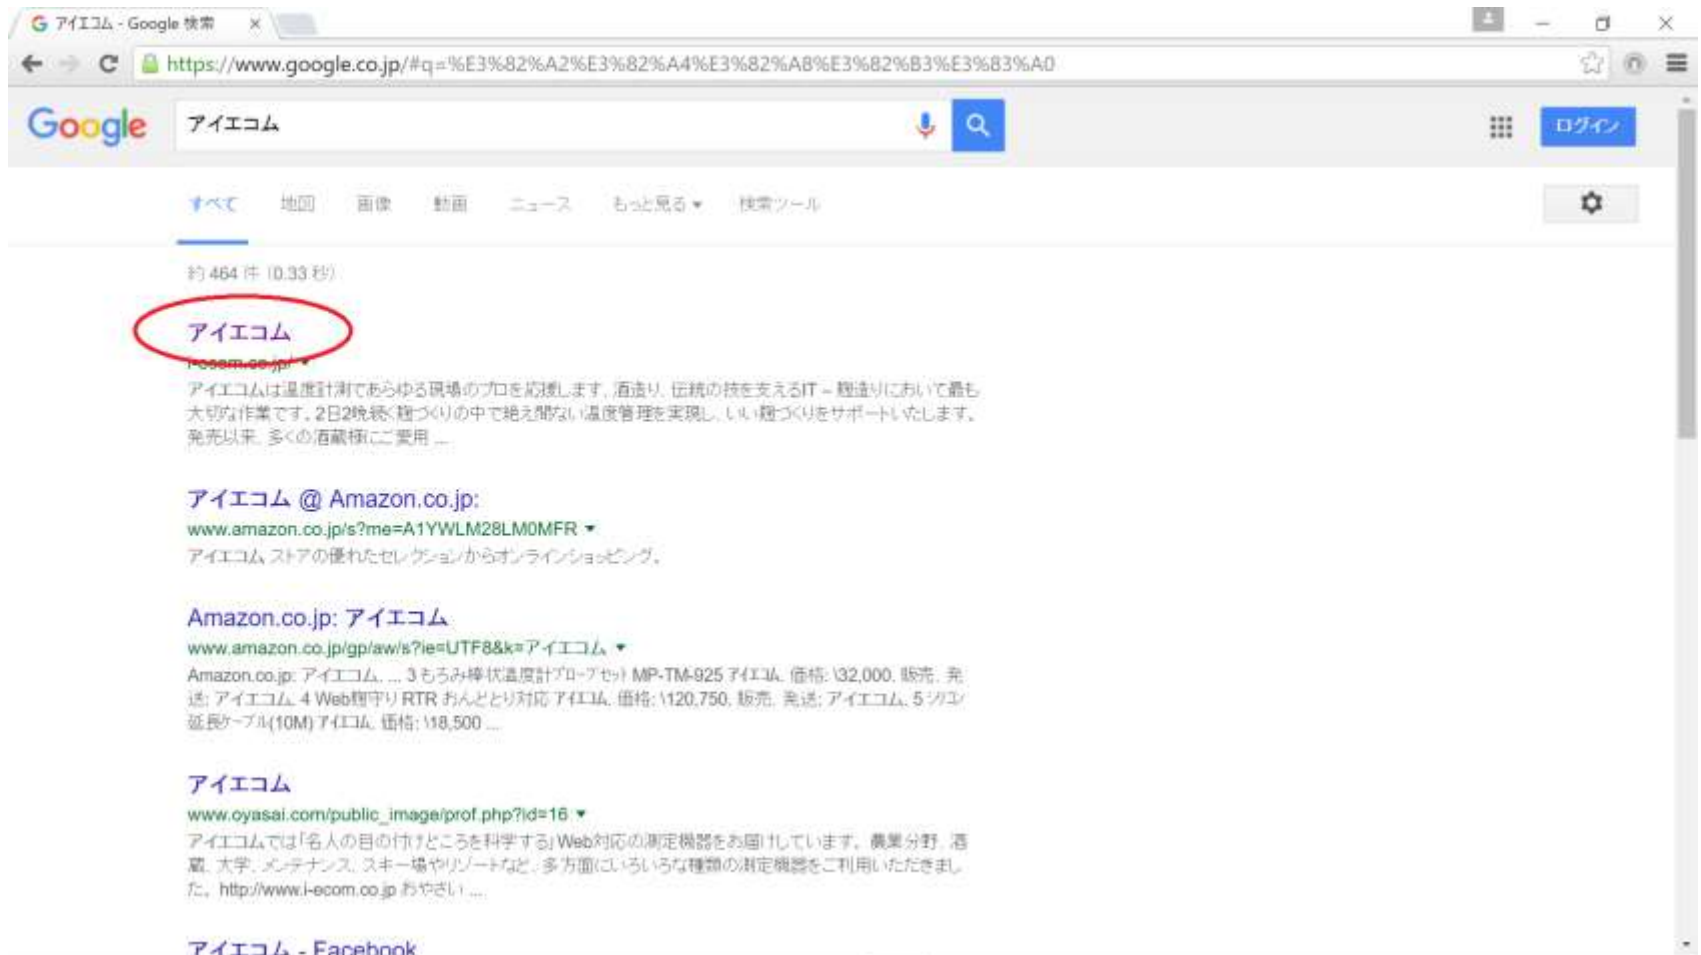 アイエコム - Google 検索
https://www.google.co.jp/#q=%E3%82%A2%E3%82%A4%E3%82%A8%E3%82%B3%E3%83%A0
Google アイエコム ログイン
すべて 地図 画像 動画 ニュース もっと見る 検索ツール
約 464 件 (0.33 秒)
アイエコム
アイエコムは温度計測であらゆる現場のプロを応援します。酒造り、伝統の技を支えるIT – 麹造りにおいて最も
大切な作業です。2日2晩続く麹づくりの中で絶え間ない温度管理を実現し、いい麹づくりをサポートいたします。
発売以来、多くの酒蔵様にご愛用 ...
アイエコム @ Amazon.co.jp:
www.amazon.co.jp/s?me=A1YWLM28LM0MFR
アイエコム ストアの優れたセレクションからオンラインショッピング。
Amazon.co.jp: アイエコム
www.amazon.co.jp/gp/aw/s?ie=UTF8&k=アイエコム
Amazon.co.jp: アイエコム. ... 3 もろみ棒状温度計プローブセット MP-TM-925 アイエコム. 価格: \32,000. 販売、発
送: アイエコム. 4 Web麹守り RTR おんどとり対応 アイエコム. 価格: \120,750. 販売、発送: アイエコム. 5 シリコン
延長ケーブル(10M) アイエコム. 価格: \18,500 ...
アイエコム
www.oyasai.com/public_image/prof.php?id=16
アイエコムでは「名人の目の付けどころを科学する」Web対応の測定機器をお届けしています。農業分野、酒
蔵、大学、メンテナンス、スキー場やリゾートなど、多方面にいろいろな種類の測定機器をご利用いただきまし
た。http://www.i-ecom.co.jp おやさい ...
アイエコム - Facebook